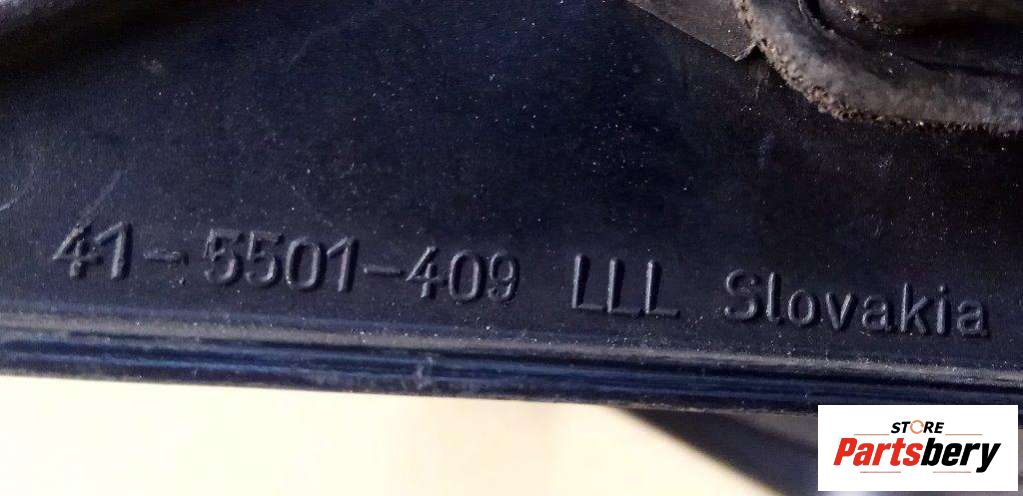 41-5501-409 LLL Slovakia
STORE
Partsbery